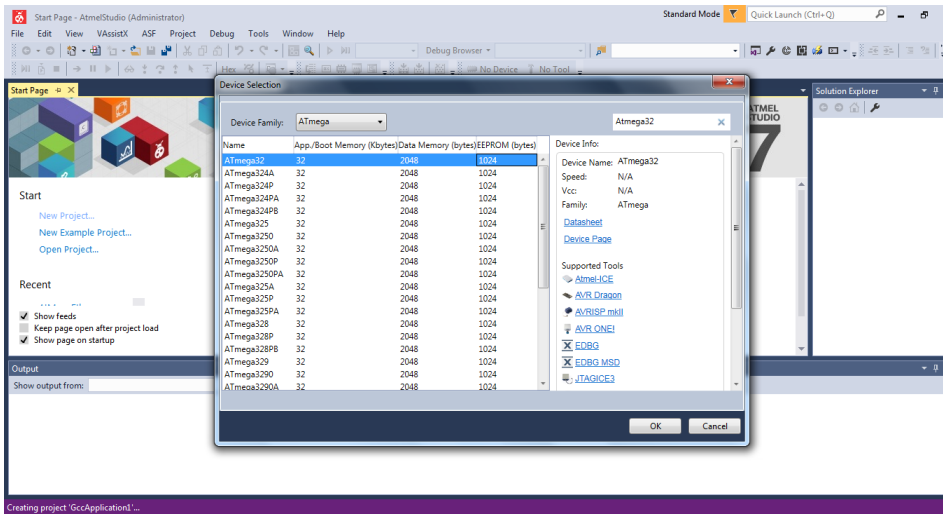 Start Page - AtmelStudio (Administrator)
Standard Mode
Quick Launch (Ctrl+Q)
File Edit View VAssistX ASF Project Debug Tools Window Help
Debug Browser
Hex
No Device
No Tool
Start Page
Device Selection
Solution Explorer
ATMEL
STUDIO
7
Device Family:
ATmega
Atmega32
Name App./Boot Memory (Kbytes) Data Memory (bytes) EEPROM (bytes)
ATmega32 32 2048 1024
ATmega324A 32 2048 1024
ATmega324P 32 2048 1024
ATmega324PA 32 2048 1024
ATmega324PB 32 2048 1024
ATmega325 32 2048 1024
ATmega3250 32 2048 1024
ATmega3250A 32 2048 1024
ATmega3250P 32 2048 1024
ATmega3250PA 32 2048 1024
ATmega325A 32 2048 1024
ATmega325P 32 2048 1024
ATmega325PA 32 2048 1024
ATmega328 32 2048 1024
ATmega328P 32 2048 1024
ATmega328PB 32 2048 1024
ATmega329 32 2048 1024
ATmega3290 32 2048 1024
ATmega3290A 32 2048 1024
Device Info:
Device Name: ATmega32
Speed: N/A
Vcc: N/A
Family: ATmega
Datasheet
Device Page
Supported Tools
Atmel-ICE
AVR Dragon
AVRISP mkII
AVR ONE!
EDBG
EDBG MSD
JTAGICE3
OK
Cancel
Start
New Project...
New Example Project...
Open Project...
Recent
Show feeds
Keep page open after project load
Show page on startup
Output
Show output from:
Creating project 'GccApplication1'...